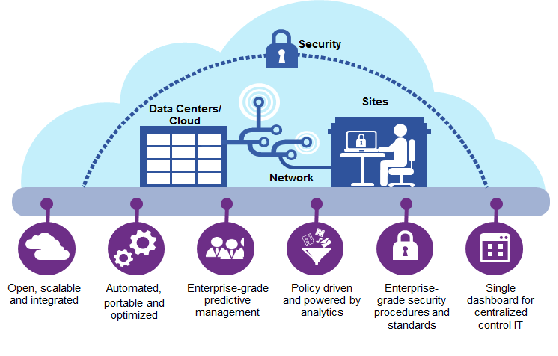 Security
Data Centers/
Cloud
Sites
Network
Open, scalable
and integrated
Automated,
portable and
optimized
Enterprise-grade
predictive
management
Policy driven
and powered by
analytics
Enterprise-
grade security
procedures and
standards
Single
dashboard for
centralized
control IT